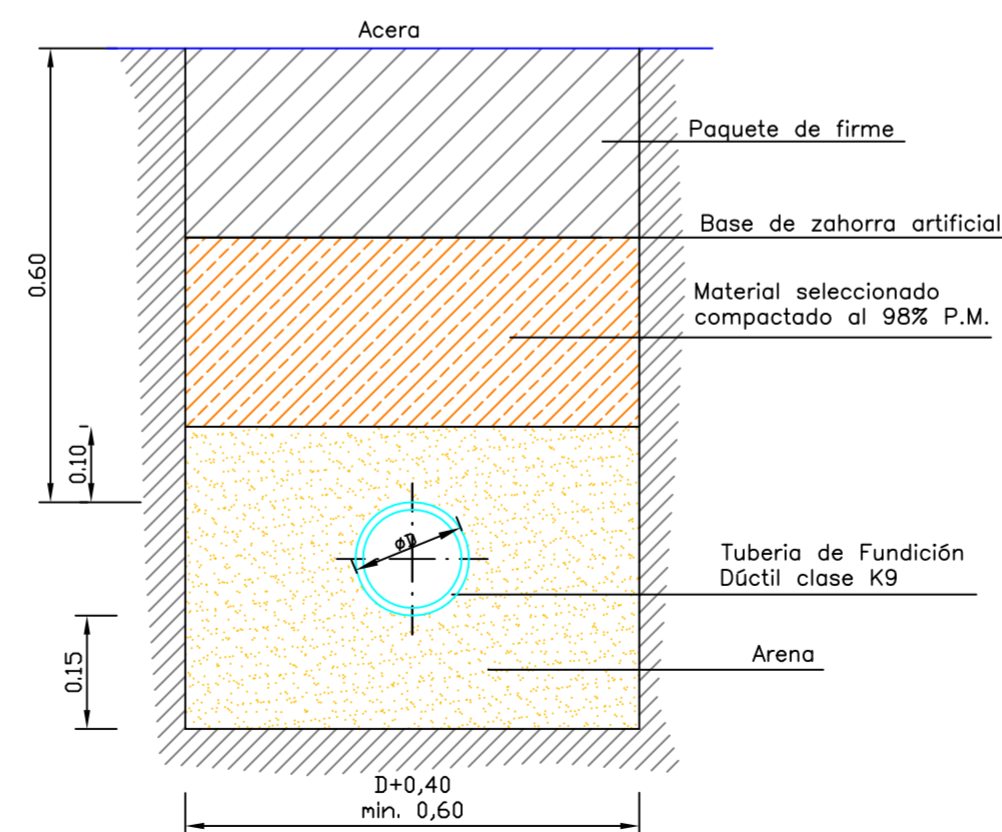 Acera
Paquete de firme
Base de zahorra artificial
Material seleccionado
compactado al 98% P.M.
0.60
0.10
øD
Tuberia de Fundición
Dúctil clase K9
0.15
Arena
D+0,40
min. 0,60